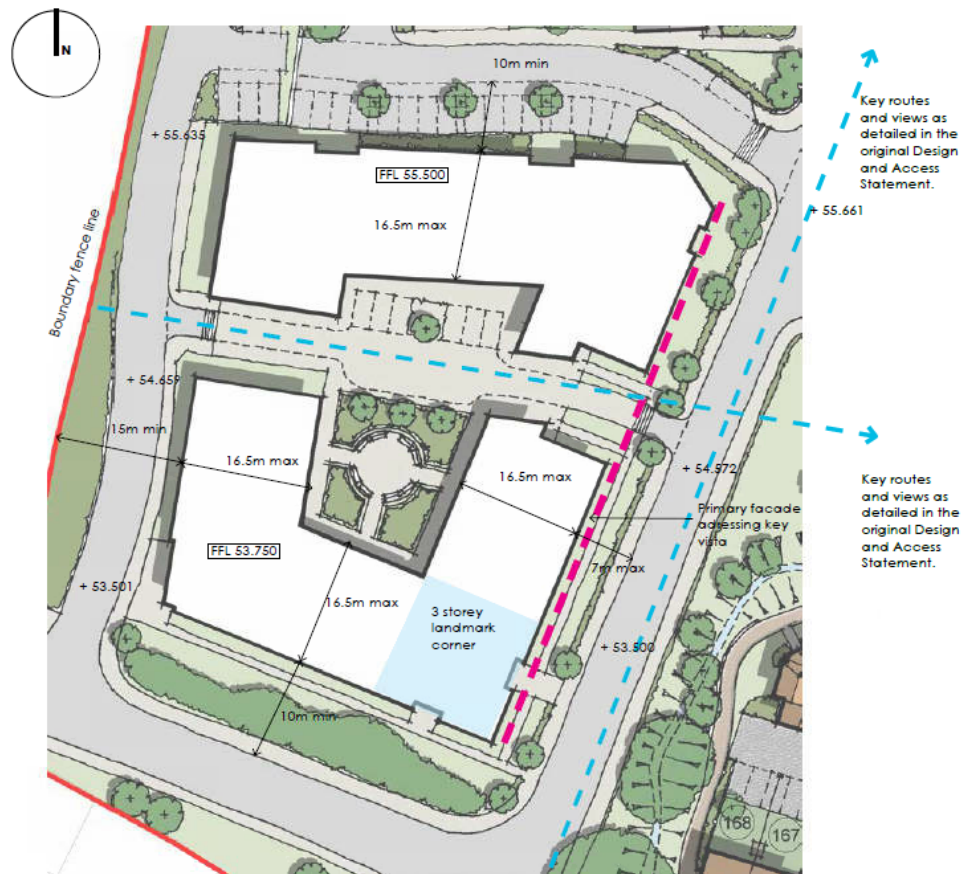 N
10m min
Key routes
and views as
detailed in the
original Design
and Access
Statement.
+ 55.635
FFL 55.500
+ 55.661
16.5m max
Boundary fence line
+ 54.659
15m min
16.5m max
16.5m max
+ 54.572
Key routes
and views as
detailed in the
original Design
and Access
Statement.
Primary facade
adressing key
vista
FFL 53.750
7m max
+ 53.501
16.5m max
3 storey
landmark
corner
+ 53.500
10m min
168
167